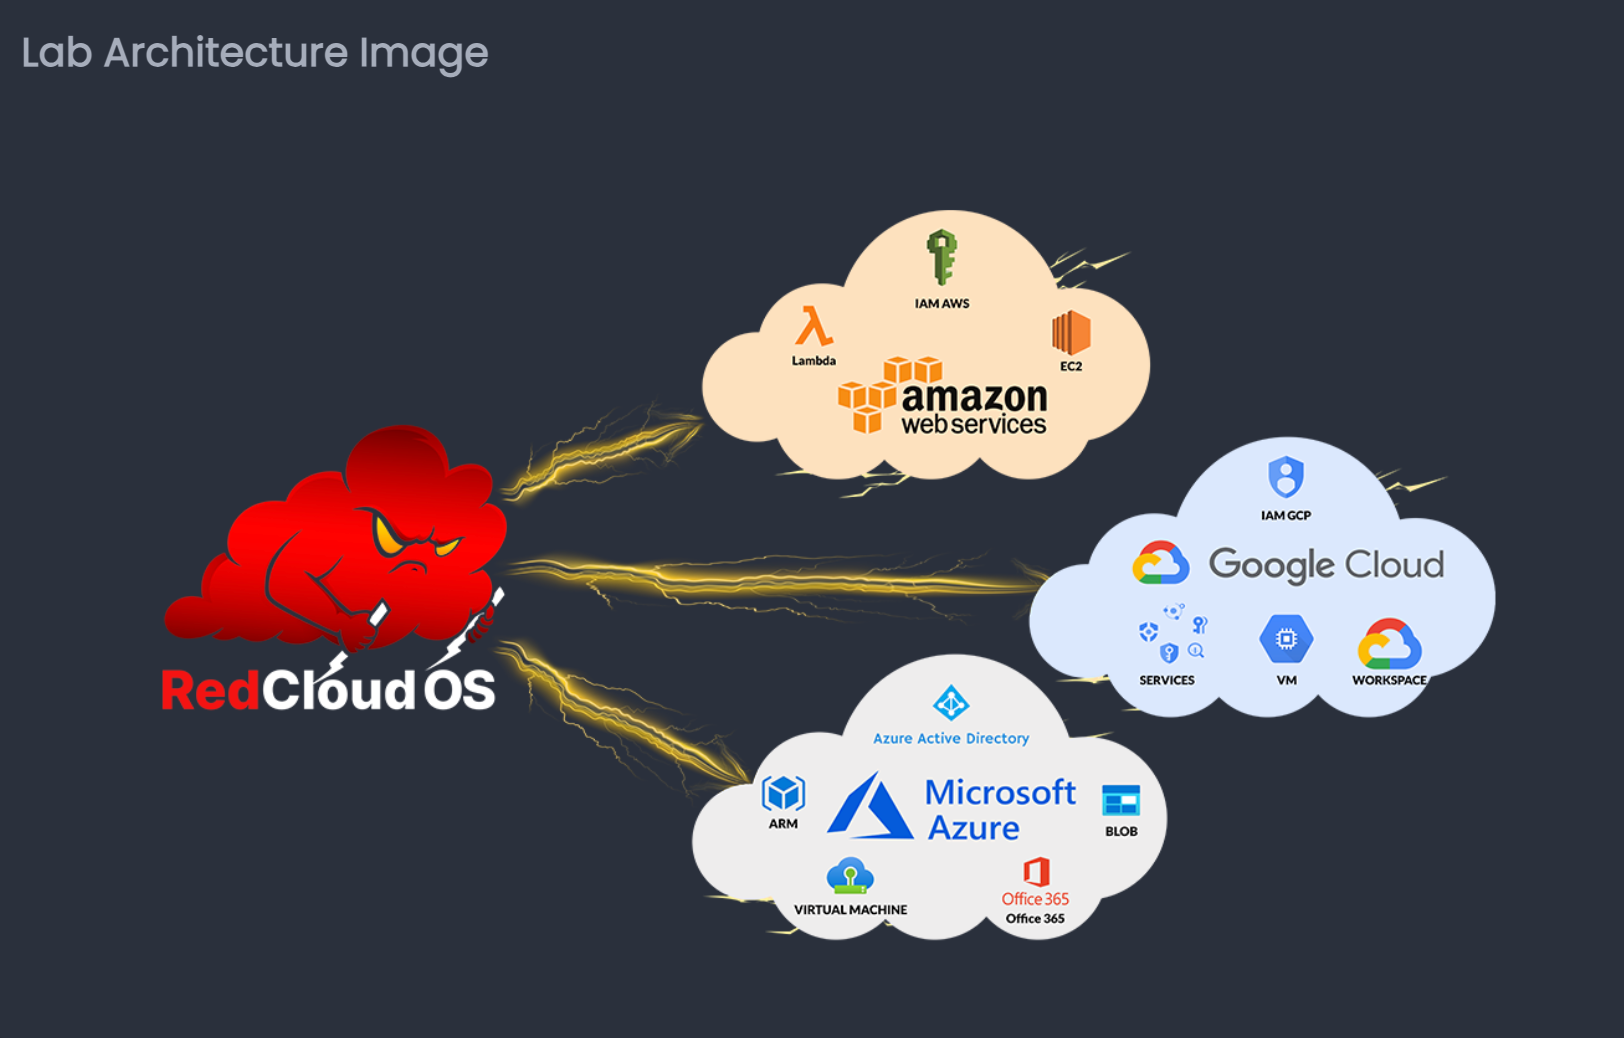 Lab Architecture Image
IAM AWS
Lambda
EC2
amazon
web services
IAM GCP
Google Cloud
SERVICES
VM
WORKSPACE
RedCloud OS
Azure Active Directory
ARM
Microsoft
Azure
BLOB
VIRTUAL MACHINE
Office 365
Office 365